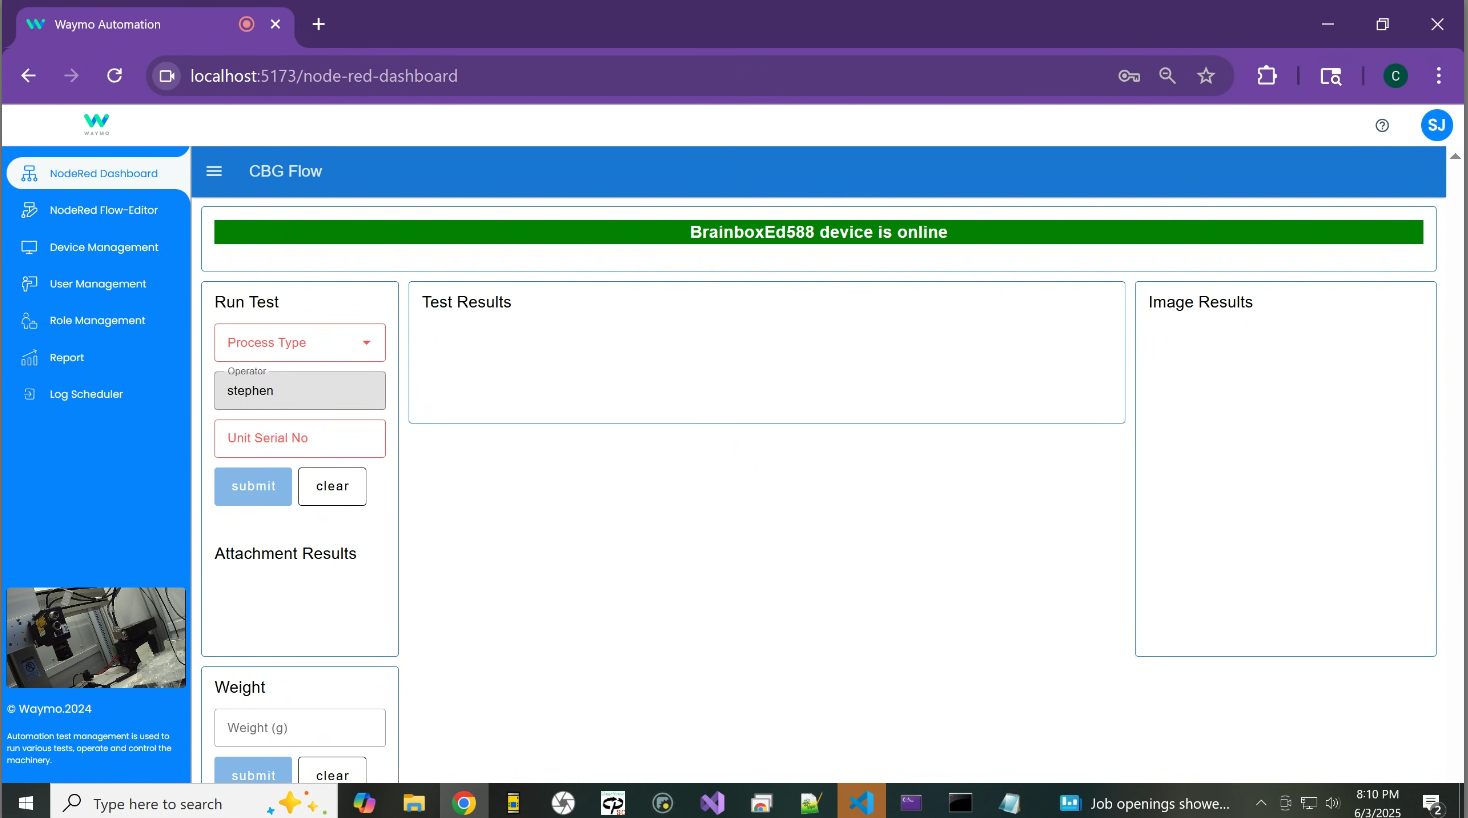 Waymo Automation
localhost:5173/node-red-dashboard
C
WAYMO
SJ
NodeRed Dashboard
NodeRed Flow-Editor
Device Management
User Management
Role Management
Report
Log Scheduler
© Waymo.2024
Automation test management is used to
run various tests, operate and control the
machinery.
CBG Flow
BrainboxEd588 device is online
Run Test
Process Type
Operator
stephen
Unit Serial No
submit
clear
Attachment Results
Weight
Weight (g)
submit
clear
Test Results
Image Results
Type here to search
Job openings showe...
8:10 PM
6/3/2025
2